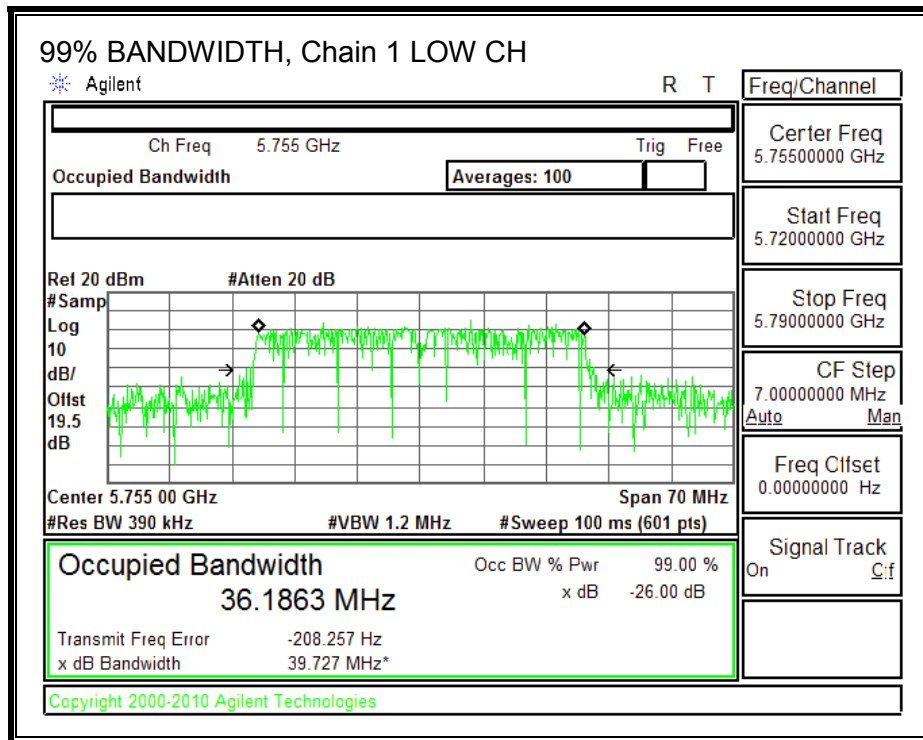 99% BANDWIDTH, Chain 1 LOW CH
Agilent R T
Freq/Channel
Ch Freq 5.755 GHz Trig Free
Occupied Bandwidth Averages: 100
Center Freq
5.75500000 GHz
Start Freq
5.72000000 GHz
Stop Freq
5.79000000 GHz
CF Step
7.00000000 MHz
Auto Man
Freq Offset
0.00000000 Hz
Signal Track
On Off
Ref 20 dBm #Atten 20 dB
#Samp
Log
10
dB/
Offst
19.5
dB
Center 5.755 00 GHz Span 70 MHz
#Res BW 390 kHz #VBW 1.2 MHz #Sweep 100 ms (601 pts)
Occupied Bandwidth
36.1863 MHz
Occ BW % Pwr 99.00 %
x dB -26.00 dB
Transmit Freq Error -208.257 Hz
x dB Bandwidth 39.727 MHz*
Copyright 2000-2010 Agilent Technologies